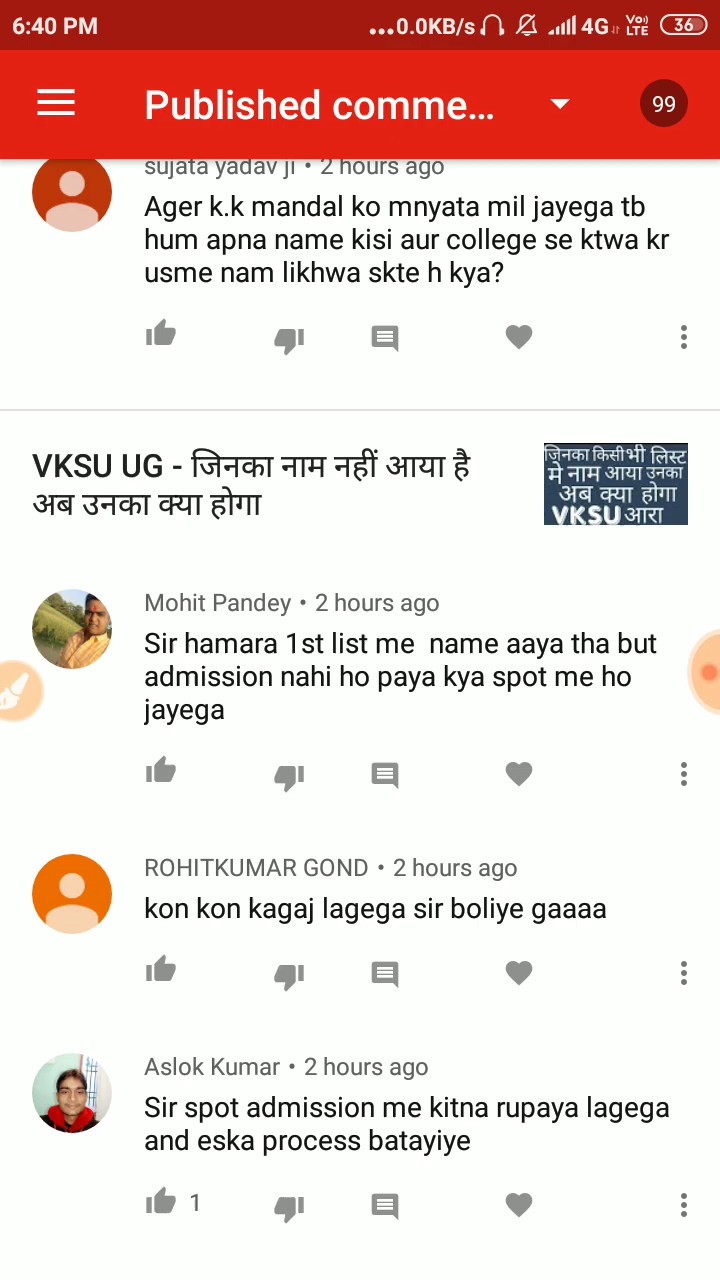 6:40 PM
...0.0KB/s 4G Vo) LTE 36
Published comme... 99
sujata yadav ji • 2 hours ago
Ager k.k mandal ko mnyata mil jayega tb
hum apna name kisi aur college se ktwa kr
usme nam likhwa skte h kya?
VKSU UG - जिनका नाम नहीं आया है
अब उनका क्या होगा
जिनका किसी भी लिस्ट
मे नाम आया उनका
अब क्या होगा
VKSU आरा
Mohit Pandey • 2 hours ago
Sir hamara 1st list me  name aaya tha but
admission nahi ho paya kya spot me ho
jayega
ROHITKUMAR GOND • 2 hours ago
kon kon kagaj lagega sir boliye gaaaa
Aslok Kumar • 2 hours ago
Sir spot admission me kitna rupaya lagega
and eska process batayiye
1